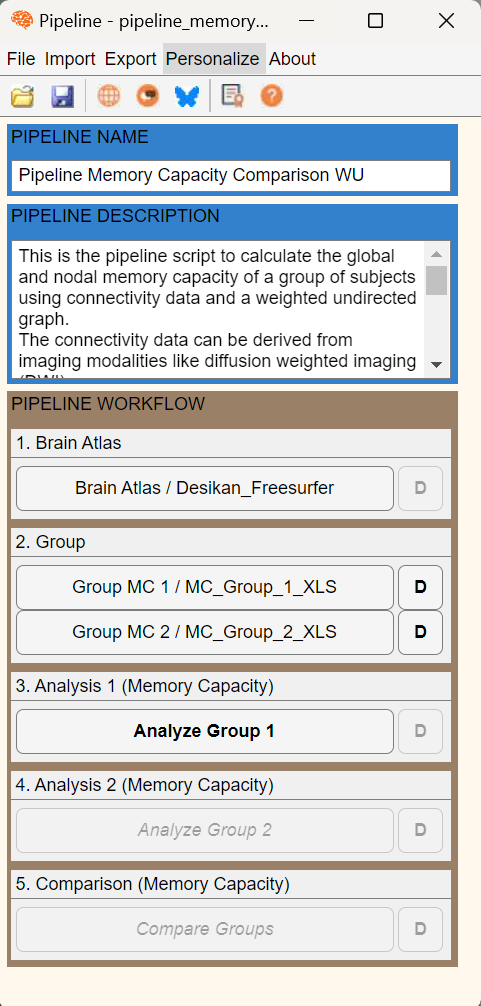 Pipeline - pipeline_memory...
File Import Export Personalize About
PIPELINE NAME
Pipeline Memory Capacity Comparison WU
PIPELINE DESCRIPTION
This is the pipeline script to calculate the global
and nodal memory capacity of a group of subjects
using connectivity data and a weighted undirected
graph.
The connectivity data can be derived from
imaging modalities like diffusion weighted imaging
(DWI)
PIPELINE WORKFLOW
1. Brain Atlas
Brain Atlas / Desikan_Freesurfer D
2. Group
Group MC 1 / MC_Group_1_XLS D
Group MC 2 / MC_Group_2_XLS D
3. Analysis 1 (Memory Capacity)
Analyze Group 1 D
4. Analysis 2 (Memory Capacity)
Analyze Group 2 D
5. Comparison (Memory Capacity)
Compare Groups D